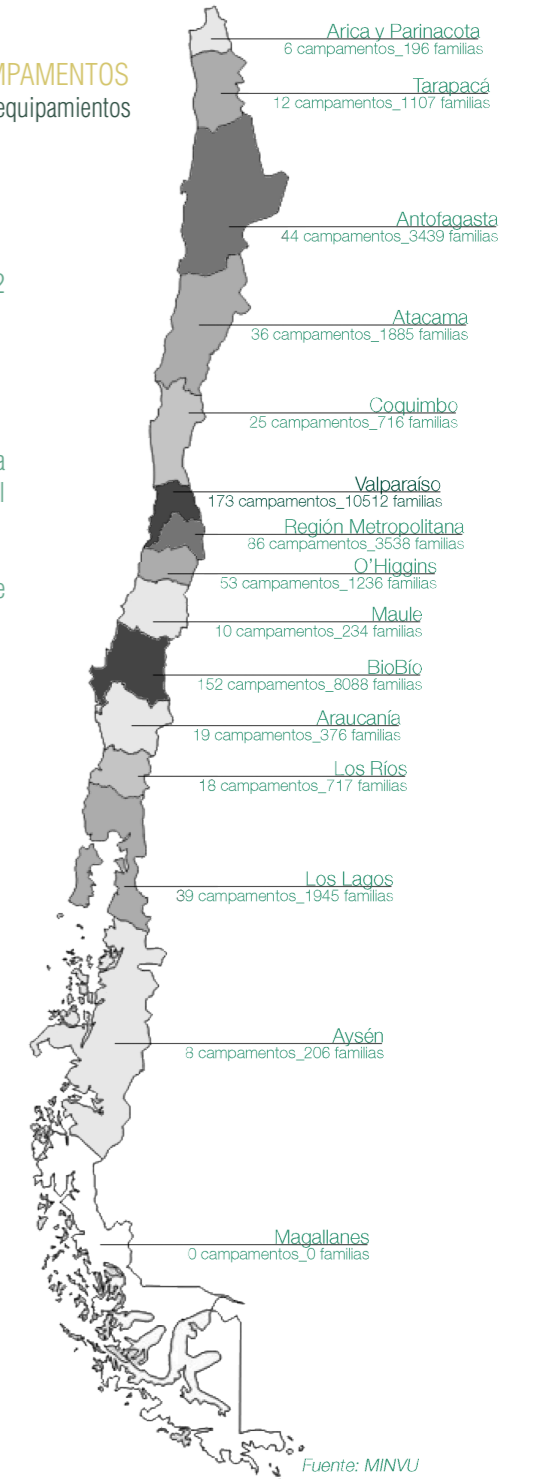 Arica y Parinacota
6 campamentos_196 familias
MPAMENTOS
equipamientos
Tarapacá
12 campamentos_1107 familias
Antofagasta
44 campamentos_3439 familias
2
Atacama
36 campamentos_1885 familias
Coquimbo
25 campamentos_716 familias
a
l
Valparaíso
173 campamentos_10512 familias
Región Metropolitana
86 campamentos_3538 familias
O'Higgins
53 campamentos_1236 familias
e
Maule
10 campamentos_234 familias
BioBío
152 campamentos_8088 familias
Araucanía
19 campamentos_376 familias
Los Ríos
18 campamentos_717 familias
Los Lagos
39 campamentos_1945 familias
Aysén
8 campamentos_206 familias
Magallanes
0 campamentos_0 familias
Fuente: MINVU